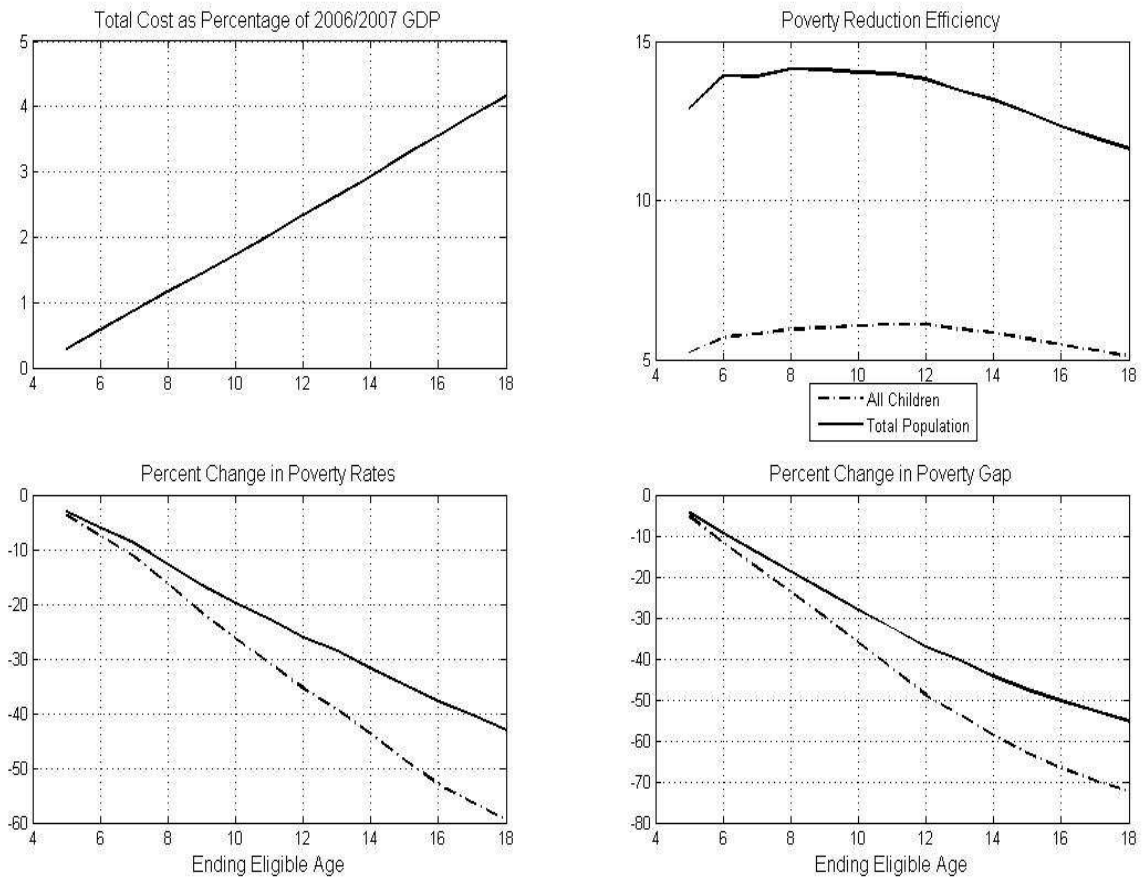 Total Cost as Percentage of 2006/2007 GDP
5
4
3
2
1
0
4 6 8 10 12 14 16 18
Poverty Reduction Efficiency
15
10
5
4 6 8 10 12 14 16 18
All Children
Total Population
Percent Change in Poverty Rates
0
-10
-20
-30
-40
-50
-60
4 6 8 10 12 14 16 18
Ending Eligible Age
Percent Change in Poverty Gap
0
-10
-20
-30
-40
-50
-60
-70
-80
4 6 8 10 12 14 16 18
Ending Eligible Age